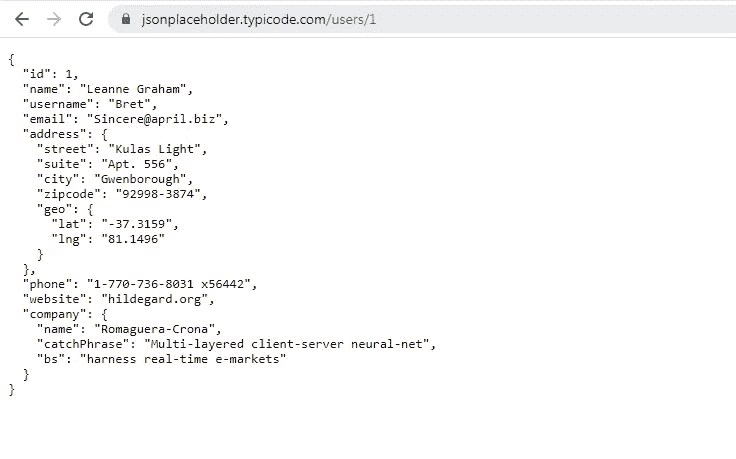 jsonplaceholder.typicode.com/users/1
{
  "id": 1,
  "name": "Leanne Graham",
  "username": "Bret",
  "email": "Sincere@april.biz",
  "address": {
    "street": "Kulas Light",
    "suite": "Apt. 556",
    "city": "Gwenborough",
    "zipcode": "92998-3874",
    "geo": {
      "lat": "-37.3159",
      "lng": "81.1496"
    }
  },
  "phone": "1-770-736-8031 x56442",
  "website": "hildegard.org",
  "company": {
    "name": "Romaguera-Crona",
    "catchPhrase": "Multi-layered client-server neural-net",
    "bs": "harness real-time e-markets"
  }
}